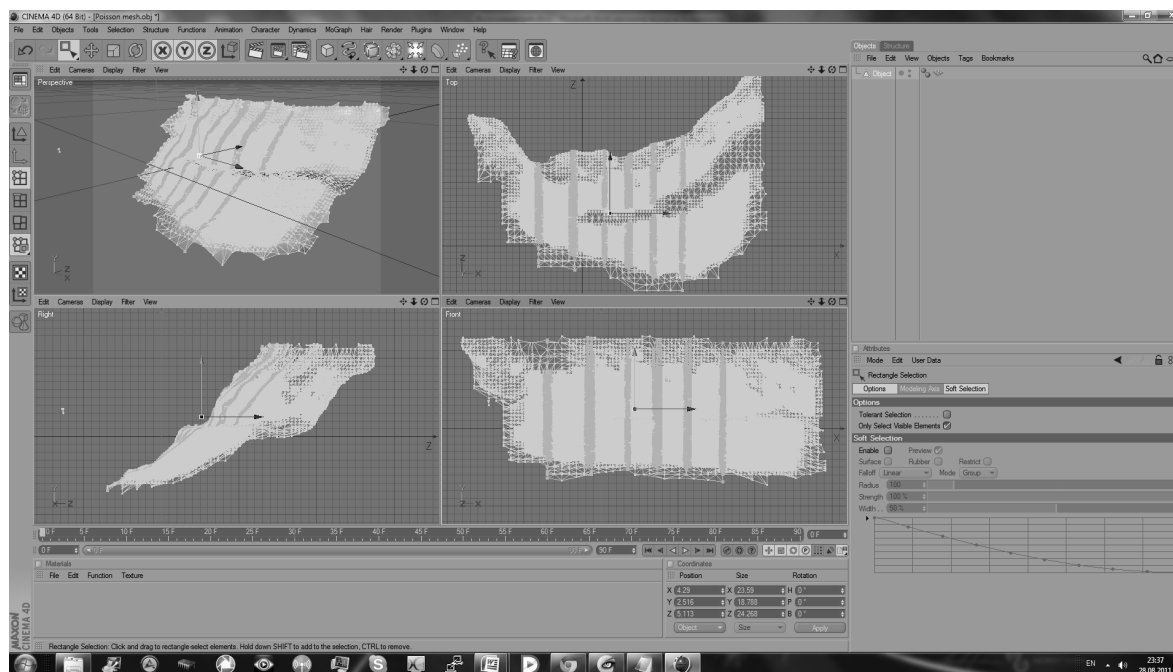 CINEMA 4D (64 Bit) - [Poisson mesh.obj *]
File Edit Objects Tools Selection Structure Functions Animation Character Dynamics MoGraph Hair Render Plugins Window Help
Edit Cameras Display Filter View
Perspective
Edit Cameras Display Filter View
Top
Z
X
Z
X
Edit Cameras Display Filter View
Right
Z
X Z
Edit Cameras Display Filter View
Front
X
Z X
0 F 5 F 10 F 15 F 20 F 25 F 30 F 35 F 40 F 45 F 50 F 55 F 60 F 65 F 70 F 75 F 80 F 85 F 90 0 F
0 F 90 F
Materials
File Edit Function Texture
Coordinates
Position Size Rotation
X 4.29 X 23.59 H 0 °
Y 2.516 Y 18.788 P 0 °
Z 5.113 Z 24.268 B 0 °
Object Size Apply
MAXON
CINEMA 4D
Rectangle Selection: Click and drag to rectangle-select elements. Hold down SHIFT to add to the selection, CTRL to remove.
Objects Structure
File Edit View Objects Tags Bookmarks
Object
Attributes
Mode Edit User Data
Rectangle Selection
Options Modeling Axis Soft Selection
Options
Tolerant Selection
Only Select Visible Elements
Soft Selection
Enable Preview
Surface Rubber Restrict
Falloff Linear Mode Group
Radius 100
Strength 100 %
Width 50 %
EN 23:37